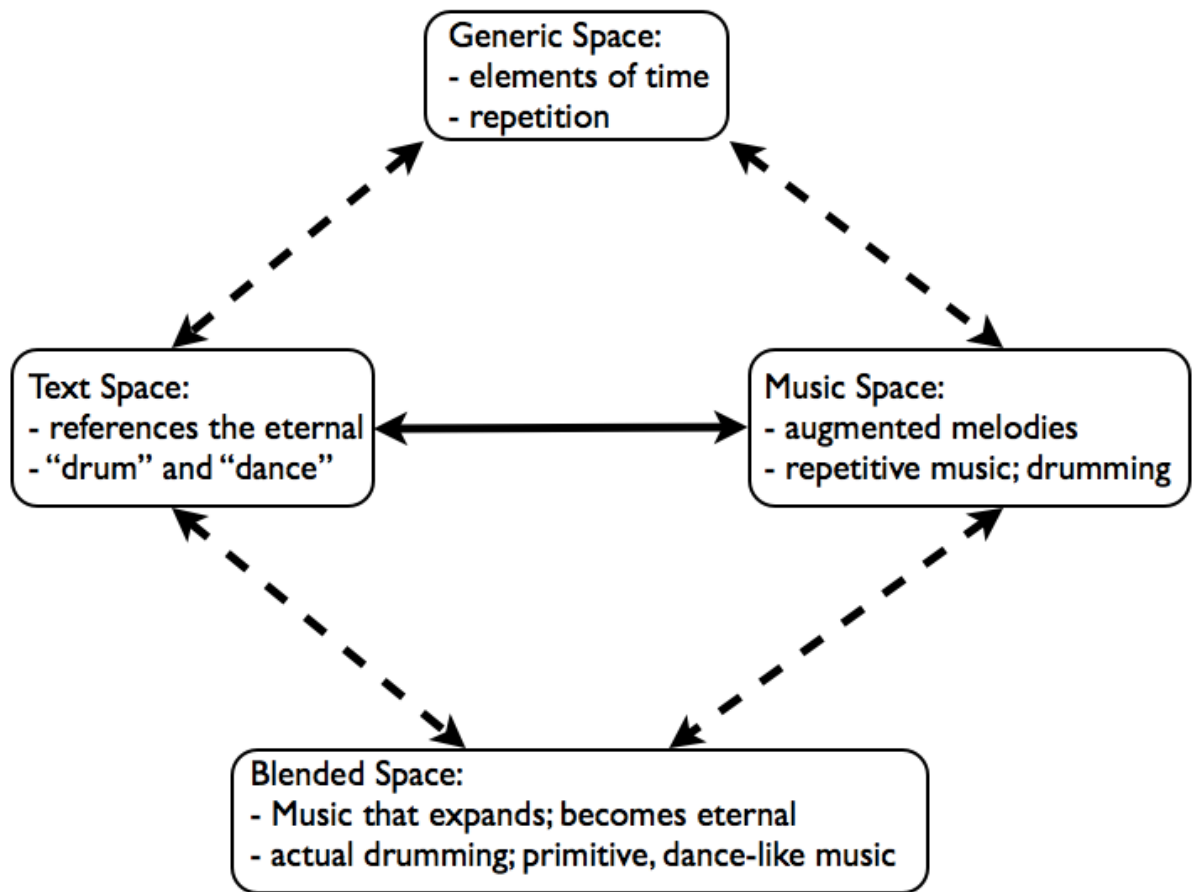 Generic Space:
- elements of time
- repetition
Text Space:
- references the eternal
- “drum” and “dance”
Music Space:
- augmented melodies
- repetitive music; drumming
Blended Space:
- Music that expands; becomes eternal
- actual drumming; primitive, dance-like music